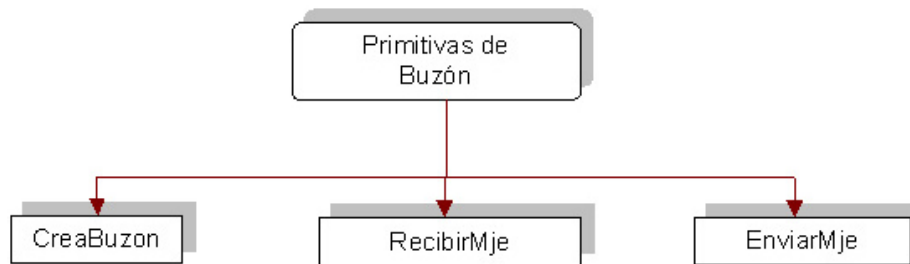 Primitivas de
Buzón
CreaBuzon
RecibirMje
EnviarMje